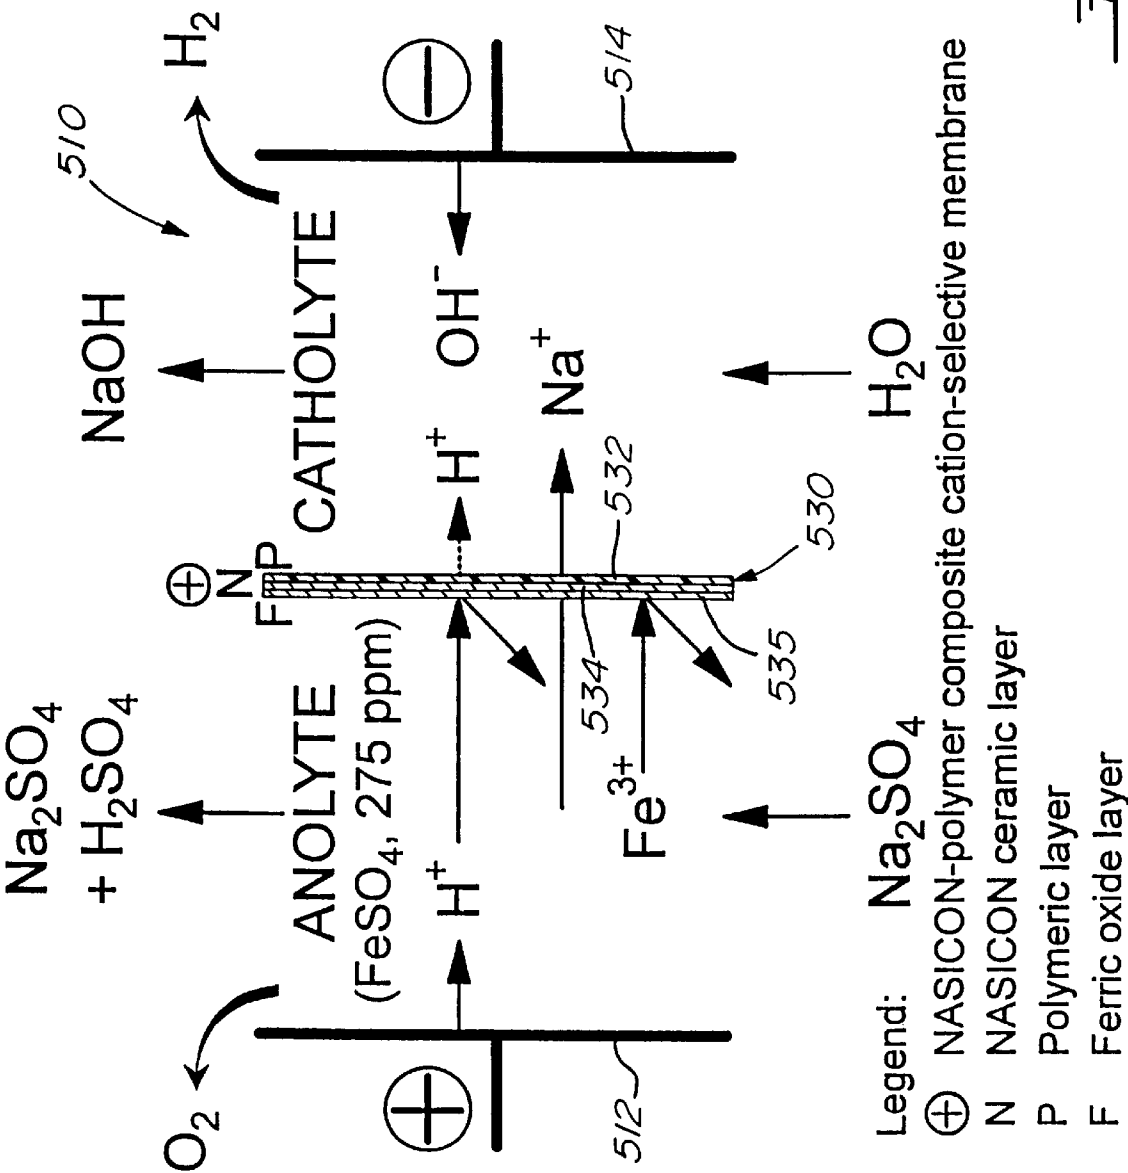 510
O₂
Na₂SO₄
+ H₂SO₄
NaOH
H₂
⊕
F N P
ANOLYTE
(FeSO₄, 275 ppm)
CATHOLYTE
+
H⁺
H⁺
OH⁻
−
Na⁺
Fe³⁺
512
534
532
514
535
530
Na₂SO₄
H₂O
Legend:
⊕ NASICON-polymer composite cation-selective membrane
N NASICON ceramic layer
P Polymeric layer
F Ferric oxide layer